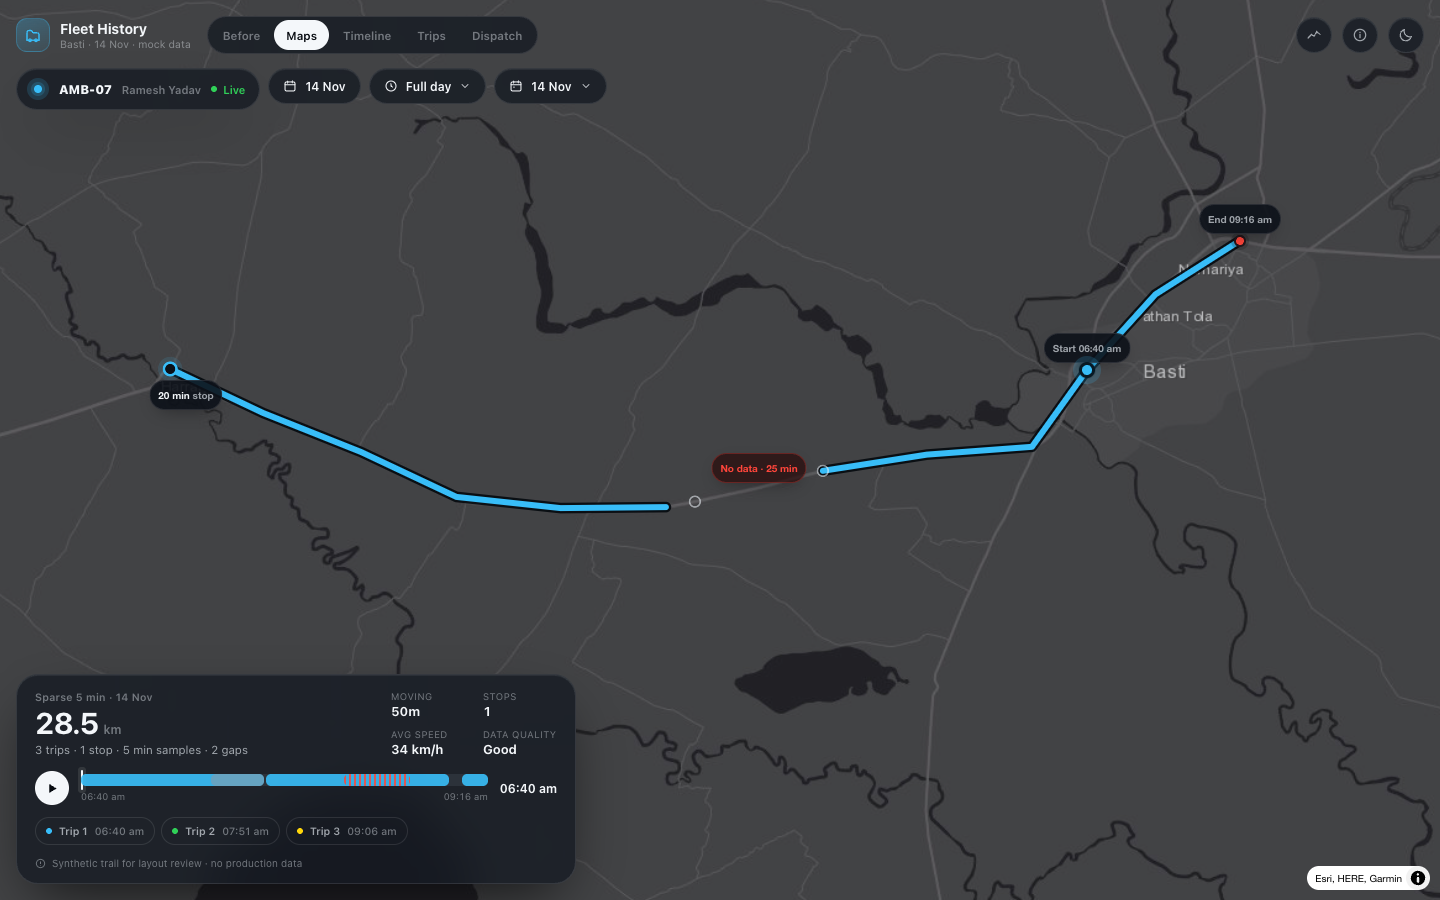 Fleet History
Basti · 14 Nov · mock data
Before Maps Timeline Trips Dispatch
AMB-07 Ramesh Yadav Live
14 Nov
Full day
14 Nov
End 09:16 am
Start 06:40 am
Basti
20 min stop
No data · 25 min
Sparse 5 min · 14 Nov
28.5 km
3 trips · 1 stop · 5 min samples · 2 gaps
MOVING
50m
STOPS
1
AVG SPEED
34 km/h
DATA QUALITY
Good
06:40 am
09:16 am
06:40 am
Trip 1 06:40 am
Trip 2 07:51 am
Trip 3 09:06 am
Synthetic trail for layout review · no production data
Esri, HERE, Garmin